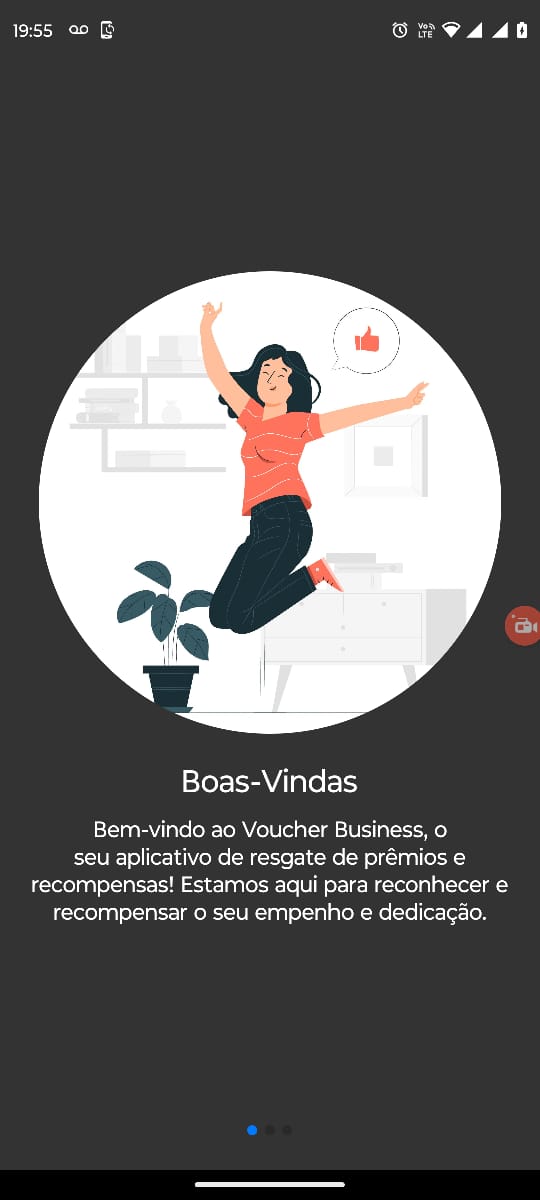 19:55
Vo
LTE
Boas-Vindas
Bem-vindo ao Voucher Business, o
seu aplicativo de resgate de prêmios e
recompensas! Estamos aqui para reconhecer e
recompensar o seu empenho e dedicação.